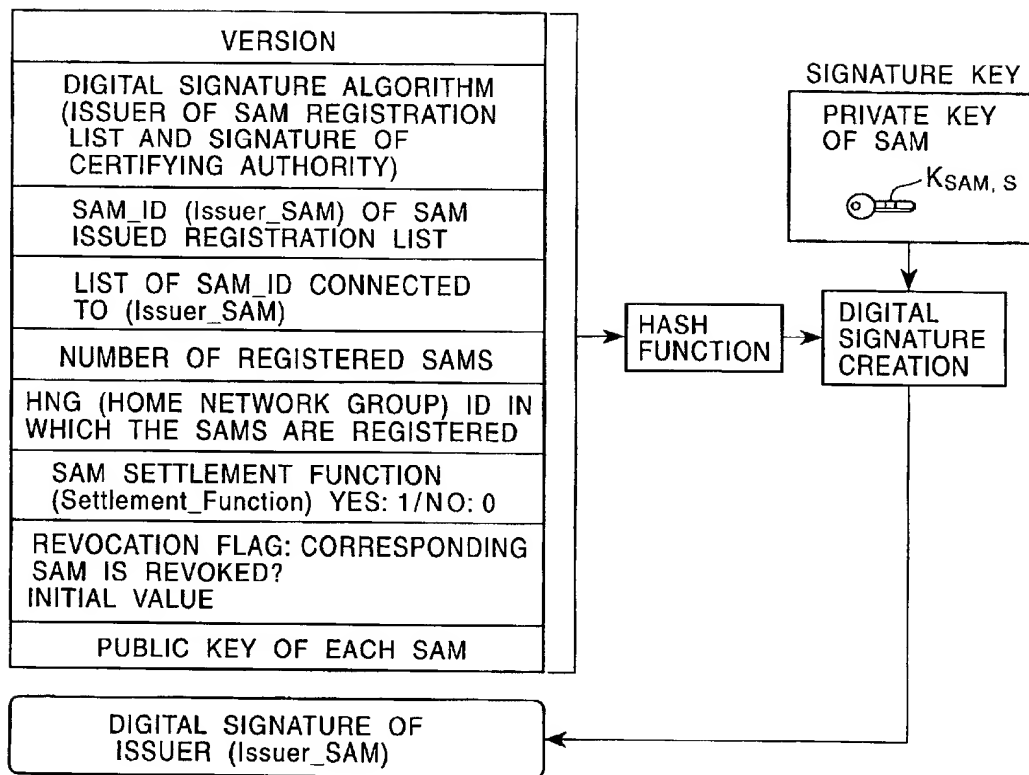 VERSION
DIGITAL SIGNATURE ALGORITHM
(ISSUER OF SAM REGISTRATION
LIST AND SIGNATURE OF
CERTIFYING AUTHORITY)
SAM_ID (Issuer_SAM) OF SAM
ISSUED REGISTRATION LIST
LIST OF SAM_ID CONNECTED
TO (Issuer_SAM)
NUMBER OF REGISTERED SAMS
HNG (HOME NETWORK GROUP) ID IN
WHICH THE SAMS ARE REGISTERED
SAM SETTLEMENT FUNCTION
(Settlement_Function) YES: 1/NO: 0
REVOCATION FLAG: CORRESPONDING
SAM IS REVOKED?
INITIAL VALUE
PUBLIC KEY OF EACH SAM
HASH
FUNCTION
SIGNATURE KEY
PRIVATE KEY
OF SAM
KSAM, S
DIGITAL
SIGNATURE
CREATION
DIGITAL SIGNATURE OF
ISSUER (Issuer_SAM)